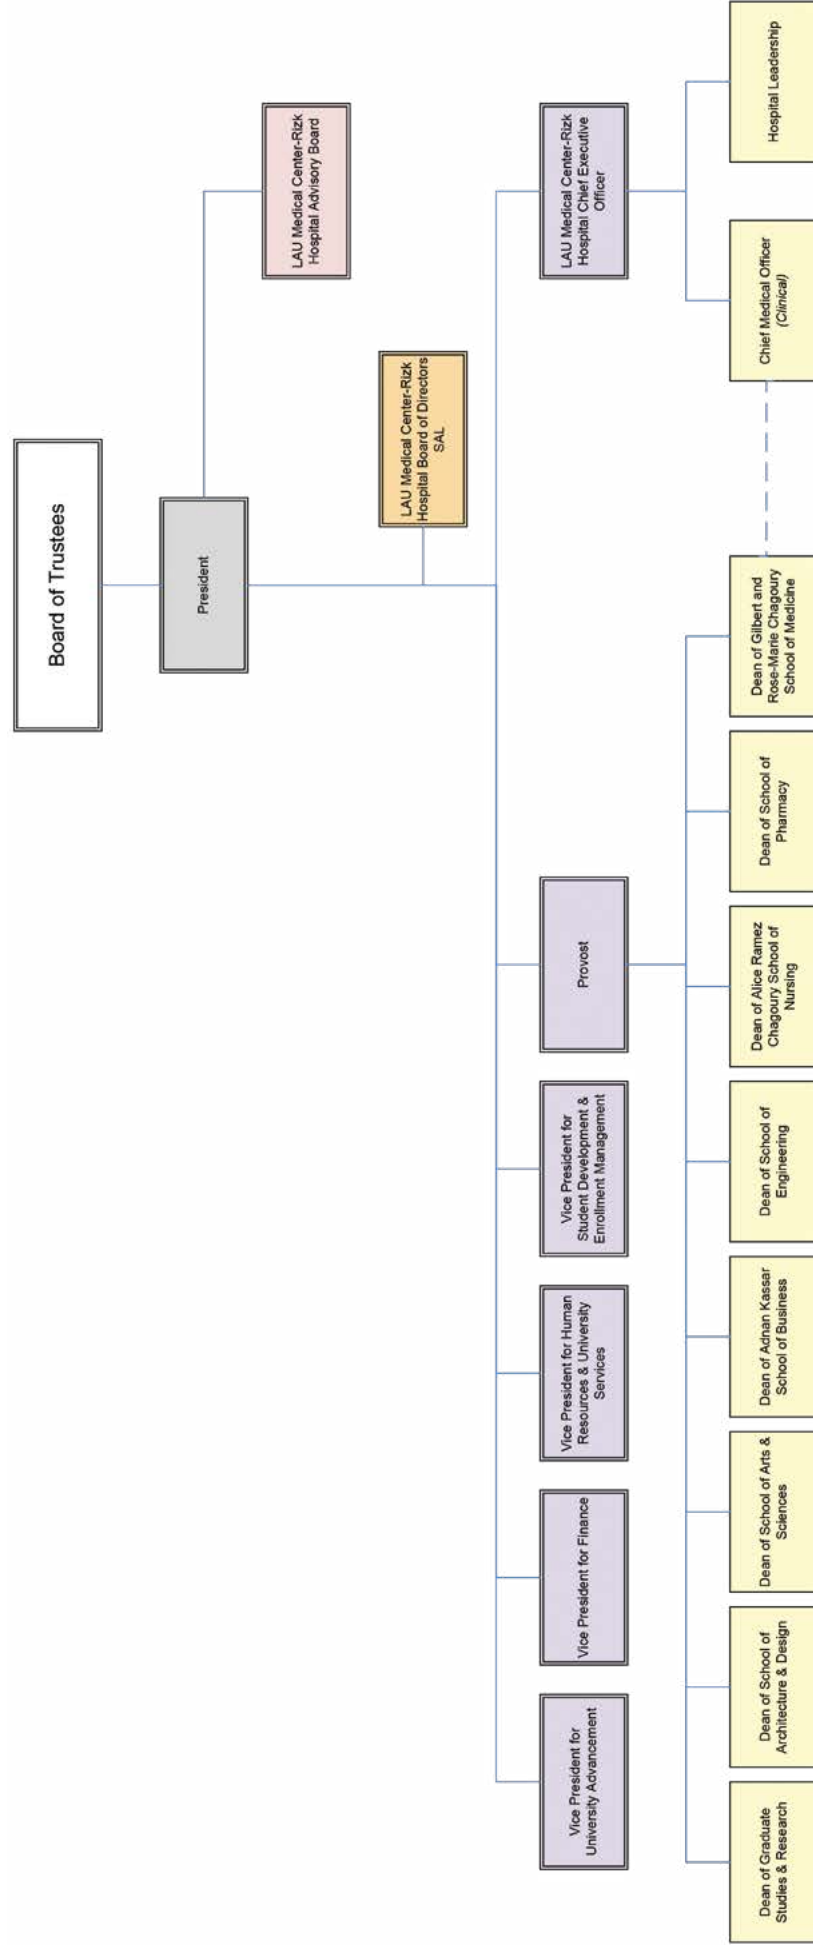 Board of Trustees
President
LAU Medical Center-Rizk
Hospital Advisory Board
LAU Medical Center-Rizk
Hospital Board of Directors
SAL
Vice President for
University Advancement
Vice President for Finance
Vice President for Human
Resources & University
Services
Vice President for
Student Development &
Enrollment Management
Provost
LAU Medical Center-Rizk
Hospital Chief Executive
Officer
Dean of Graduate
Studies & Research
Dean of School of
Architecture & Design
Dean of School of Arts &
Sciences
Dean of Adnan Kassar
School of Business
Dean of School of
Engineering
Dean of Alice Ramez
Chagoury School of
Nursing
Dean of School of
Pharmacy
Dean of Gilbert and
Rose-Marie Chagoury
School of Medicine
Chief Medical Officer
(Clinical)
Hospital Leadership